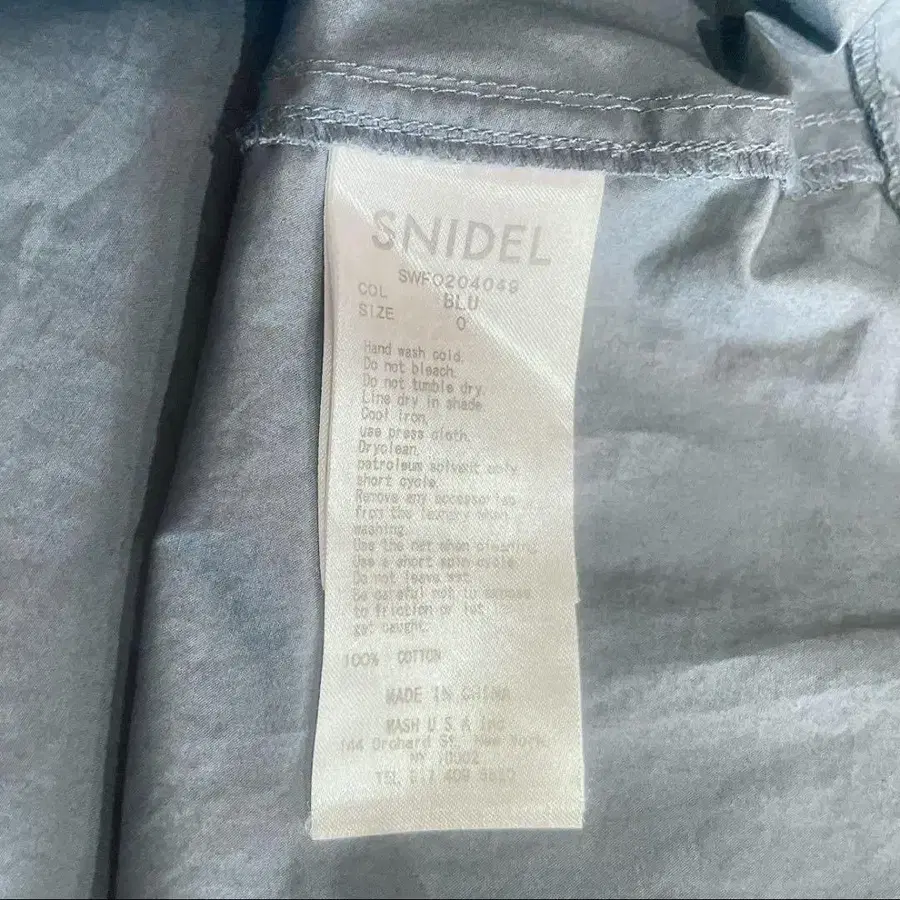 SNIDEL
SWFO204049
COL BLU
SIZE 0
Hand wash cold.
Do not bleach.
Do not tumble dry.
Line dry in shade
Cool iron,
use press cloth.
Dryclean,
petroleum solvent only
short cycle.
Remove any accessories
from the when
washing.
Use the net when cleaning
Use a short spin cycle.
Do not leave wet
Be careful not to expose
to friction or
get caught.
100% COTTON
MADE IN CHINA
MASH U S A Inc
144 Orchard St. New York,
NY 10002
TEL